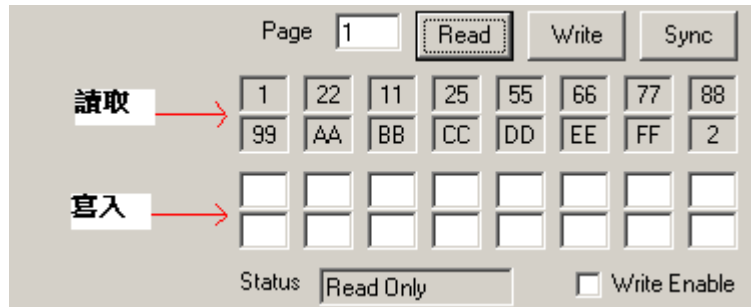 Page 1 Read Write Sync
讀取 1 22 11 25 55 66 77 88
99 AA BB CC DD EE FF 2
寫入
Status Read Only Write Enable